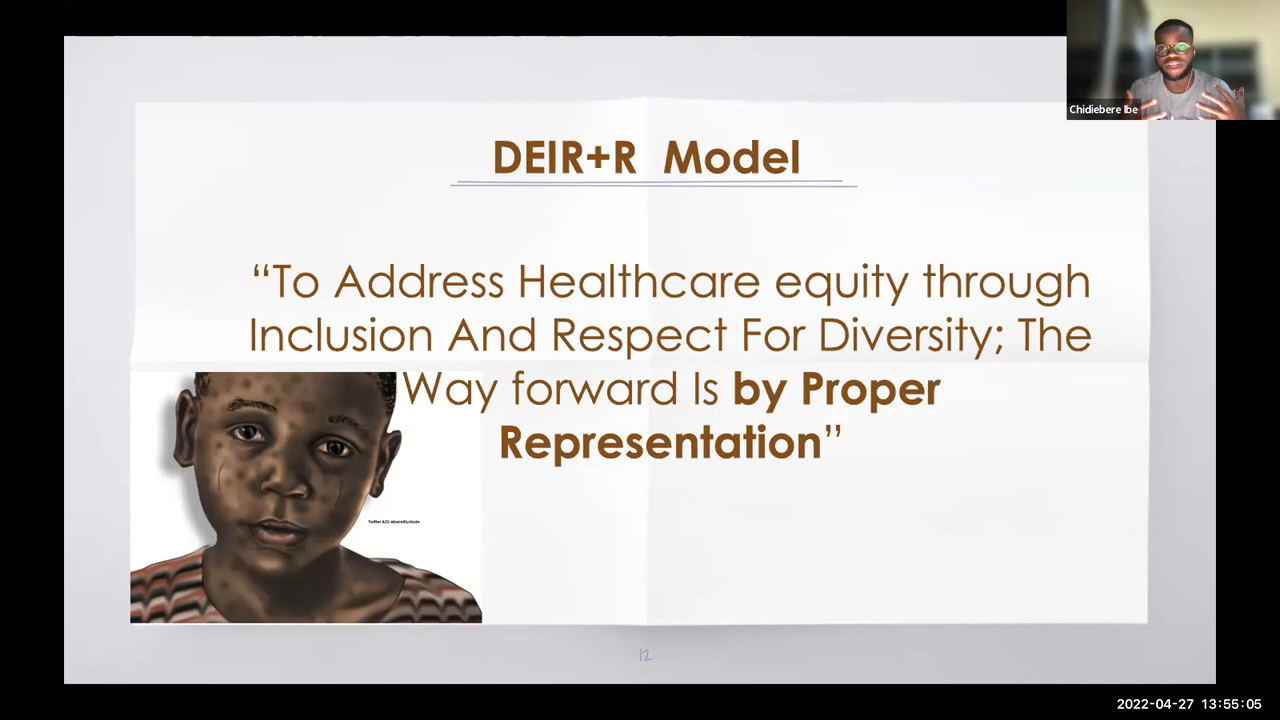 Chidiebere Ibe
DEIR+R Model
“To Address Healthcare equity through
Inclusion And Respect For Diversity; The
Way forward Is by Proper
Representation”
12
2022-04-27 13:55:05